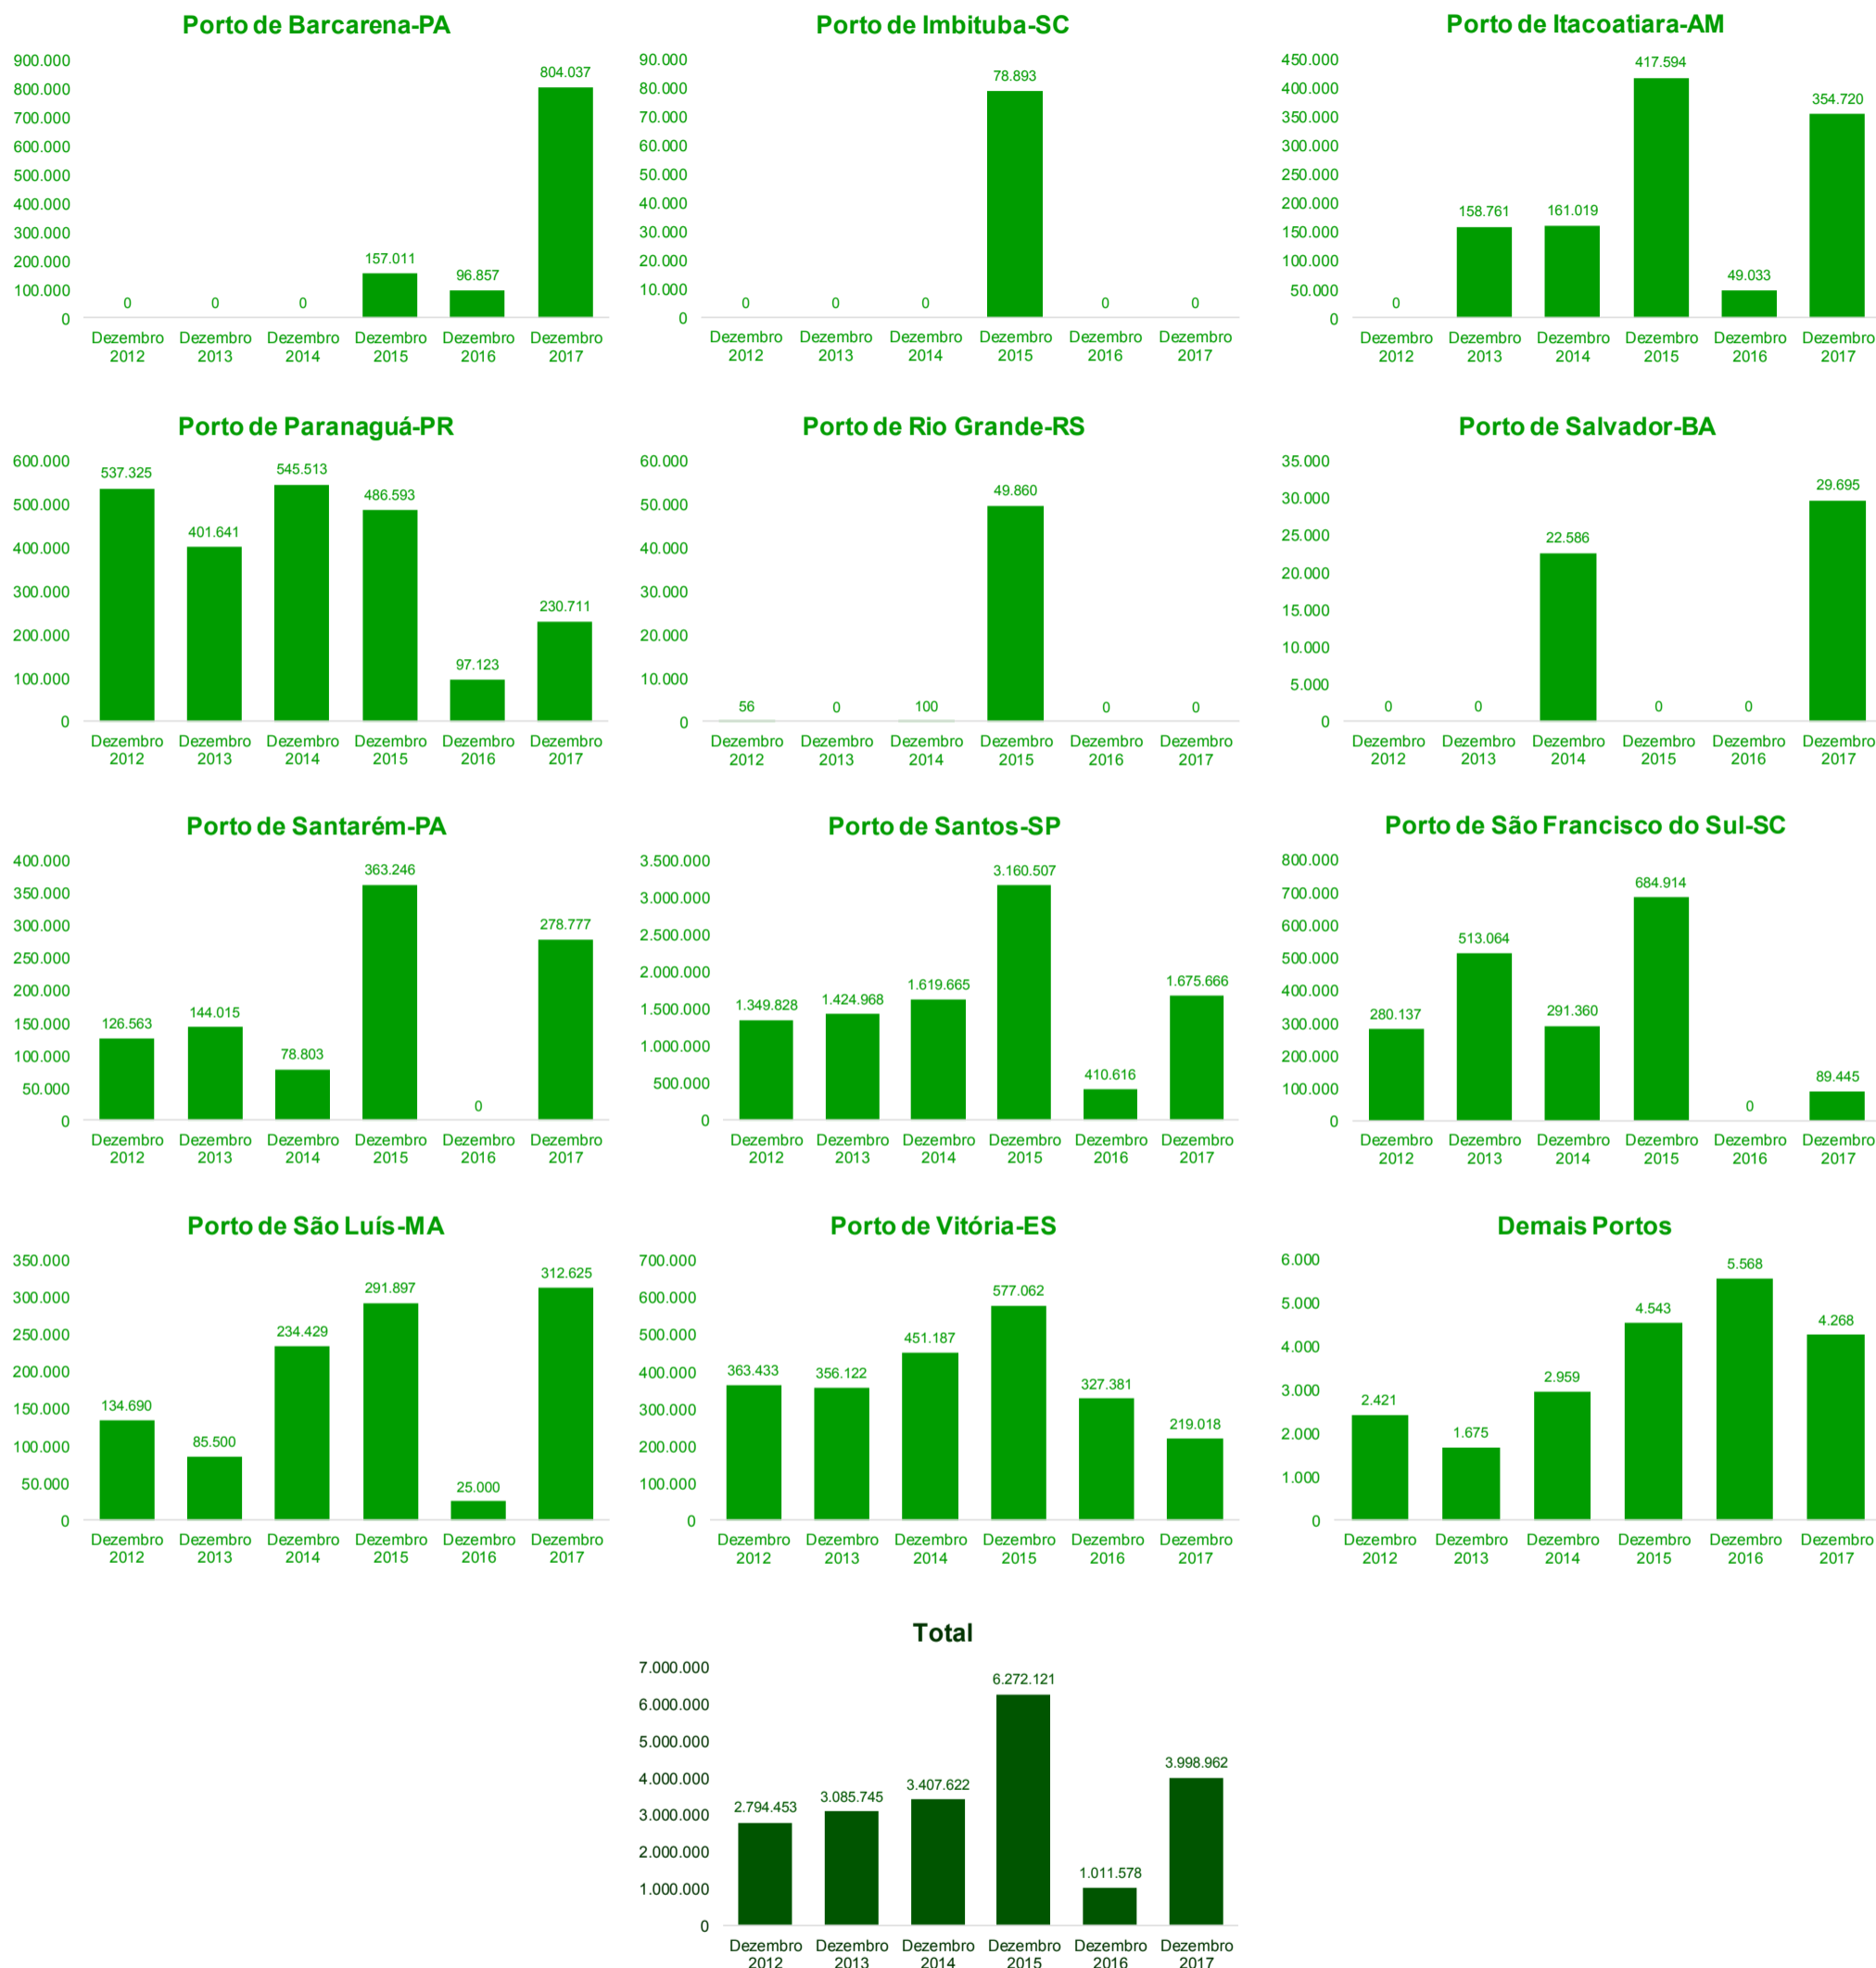 Porto de Barcarena-PA
900.000
800.000
700.000
600.000
500.000
400.000
300.000
200.000
100.000
0
0
0
0
157.011
96.857
804.037
Dezembro 2012
Dezembro 2013
Dezembro 2014
Dezembro 2015
Dezembro 2016
Dezembro 2017
Porto de Imbituba-SC
90.000
80.000
70.000
60.000
50.000
40.000
30.000
20.000
10.000
0
0
0
0
78.893
0
0
Dezembro 2012
Dezembro 2013
Dezembro 2014
Dezembro 2015
Dezembro 2016
Dezembro 2017
Porto de Itacoatiara-AM
450.000
400.000
350.000
300.000
250.000
200.000
150.000
100.000
50.000
0
0
158.761
161.019
417.594
49.033
354.720
Dezembro 2012
Dezembro 2013
Dezembro 2014
Dezembro 2015
Dezembro 2016
Dezembro 2017
Porto de Paranaguá-PR
600.000
500.000
400.000
300.000
200.000
100.000
0
537.325
401.641
545.513
486.593
97.123
230.711
Dezembro 2012
Dezembro 2013
Dezembro 2014
Dezembro 2015
Dezembro 2016
Dezembro 2017
Porto de Rio Grande-RS
60.000
50.000
40.000
30.000
20.000
10.000
0
56
0
100
49.860
0
0
Dezembro 2012
Dezembro 2013
Dezembro 2014
Dezembro 2015
Dezembro 2016
Dezembro 2017
Porto de Salvador-BA
35.000
30.000
25.000
20.000
15.000
10.000
5.000
0
0
0
22.586
0
0
29.695
Dezembro 2012
Dezembro 2013
Dezembro 2014
Dezembro 2015
Dezembro 2016
Dezembro 2017
Porto de Santarém-PA
400.000
350.000
300.000
250.000
200.000
150.000
100.000
50.000
0
126.563
144.015
78.803
363.246
0
278.777
Dezembro 2012
Dezembro 2013
Dezembro 2014
Dezembro 2015
Dezembro 2016
Dezembro 2017
Porto de Santos-SP
3.500.000
3.000.000
2.500.000
2.000.000
1.500.000
1.000.000
500.000
0
1.349.828
1.424.968
1.619.665
3.160.507
410.616
1.675.666
Dezembro 2012
Dezembro 2013
Dezembro 2014
Dezembro 2015
Dezembro 2016
Dezembro 2017
Porto de São Francisco do Sul-SC
800.000
700.000
600.000
500.000
400.000
300.000
200.000
100.000
0
280.137
513.064
291.360
684.914
0
89.445
Dezembro 2012
Dezembro 2013
Dezembro 2014
Dezembro 2015
Dezembro 2016
Dezembro 2017
Porto de São Luís-MA
350.000
300.000
250.000
200.000
150.000
100.000
50.000
0
134.690
85.500
234.429
291.897
25.000
312.625
Dezembro 2012
Dezembro 2013
Dezembro 2014
Dezembro 2015
Dezembro 2016
Dezembro 2017
Porto de Vitória-ES
700.000
600.000
500.000
400.000
300.000
200.000
100.000
0
363.433
356.122
451.187
577.062
327.381
219.018
Dezembro 2012
Dezembro 2013
Dezembro 2014
Dezembro 2015
Dezembro 2016
Dezembro 2017
Demais Portos
6.000
5.000
4.000
3.000
2.000
1.000
0
2.421
1.675
2.959
4.543
5.568
4.268
Dezembro 2012
Dezembro 2013
Dezembro 2014
Dezembro 2015
Dezembro 2016
Dezembro 2017
Total
7.000.000
6.000.000
5.000.000
4.000.000
3.000.000
2.000.000
1.000.000
0
2.794.453
3.085.745
3.407.622
6.272.121
1.011.578
3.998.962
Dezembro 2012
Dezembro 2013
Dezembro 2014
Dezembro 2015
Dezembro 2016
Dezembro 2017